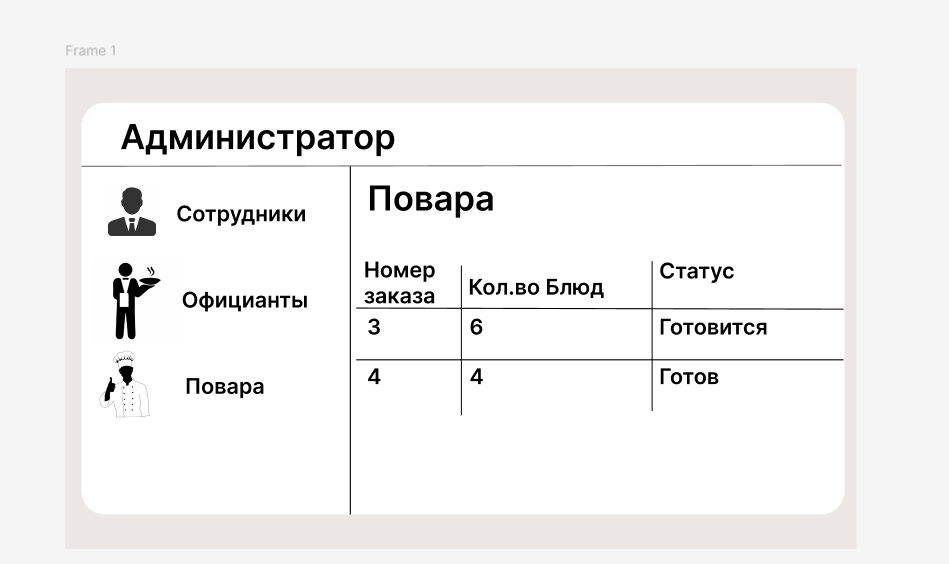 Frame 1
Администратор
Сотрудники
Официанты
Повара
Повара
Номер
заказа
Кол.во Блюд
Статус
3
6
Готовится
4
4
Готов